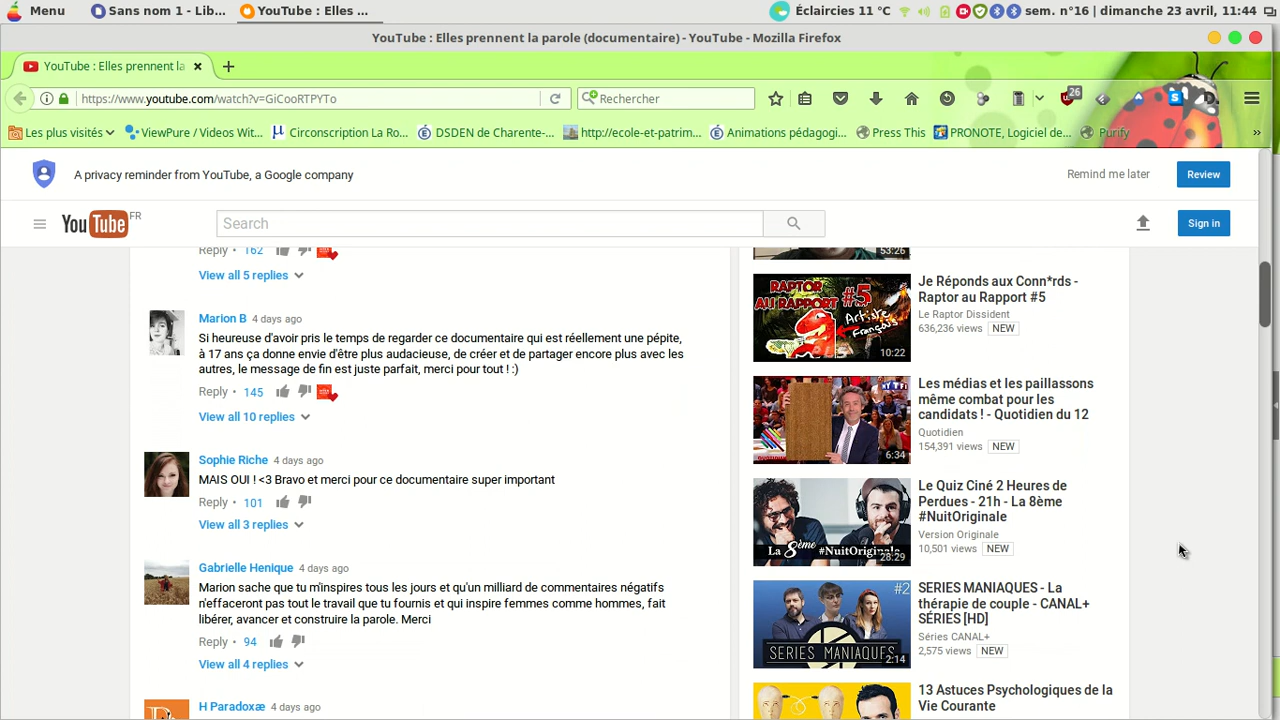 Menu
Sans nom 1 - Lib...
YouTube : Elles ...
Éclaircies 11 °C
sem. n°16 | dimanche 23 avril, 11:44
YouTube : Elles prennent la parole (documentaire) - YouTube - Mozilla Firefox
YouTube : Elles prennent la
https://www.youtube.com/watch?v=GiCooRTPYTo
Rechercher
26
Les plus visités
ViewPure / Videos Wit...
Circonscription La Ro...
DSDEN de Charente-...
http://ecole-et-patrim...
Animations pédagogi...
Press This
PRONOTE, Logiciel de...
Purify
A privacy reminder from YouTube, a Google company
Remind me later
Review
YouTube FR
Search
Sign in
Reply • 162
View all 5 replies
Marion B 4 days ago
Si heureuse d'avoir pris le temps de regarder ce documentaire qui est réellement une pépite,
à 17 ans ça donne envie d'être plus audacieuse, de créer et de partager encore plus avec les
autres, le message de fin est juste parfait, merci pour tout ! :)
Reply • 145
View all 10 replies
Sophie Riche 4 days ago
MAIS OUI ! <3 Bravo et merci pour ce documentaire super important
Reply • 101
View all 3 replies
Gabrielle Henique 4 days ago
Marion sache que tu m'inspires tous les jours et qu'un milliard de commentaires négatifs
n'effaceront pas tout le travail que tu fournis et qui inspire femmes comme hommes, fait
libérer, avancer et construire la parole. Merci
Reply • 94
View all 4 replies
H Paradoxæ 4 days ago
53:26
RAPTOR
AU RAPPORT #5
Artiste
Français
10:22
Je Réponds aux Conn*rds -
Raptor au Rapport #5
Le Raptor Dissident
636,236 views NEW
6:34
Les médias et les paillassons
même combat pour les
candidats ! - Quotidien du 12
Quotidien
154,391 views NEW
La 8ème #NuitOriginale
28:29
Le Quiz Ciné 2 Heures de
Perdues - 21h - La 8ème
#NuitOriginale
Version Originale
10,501 views NEW
#2
SERIES MANIAQUES
2:14
SERIES MANIAQUES - La
thérapie de couple - CANAL+
SÉRIES [HD]
Séries CANAL+
2,575 views NEW
13 Astuces Psychologiques de la
Vie Courante